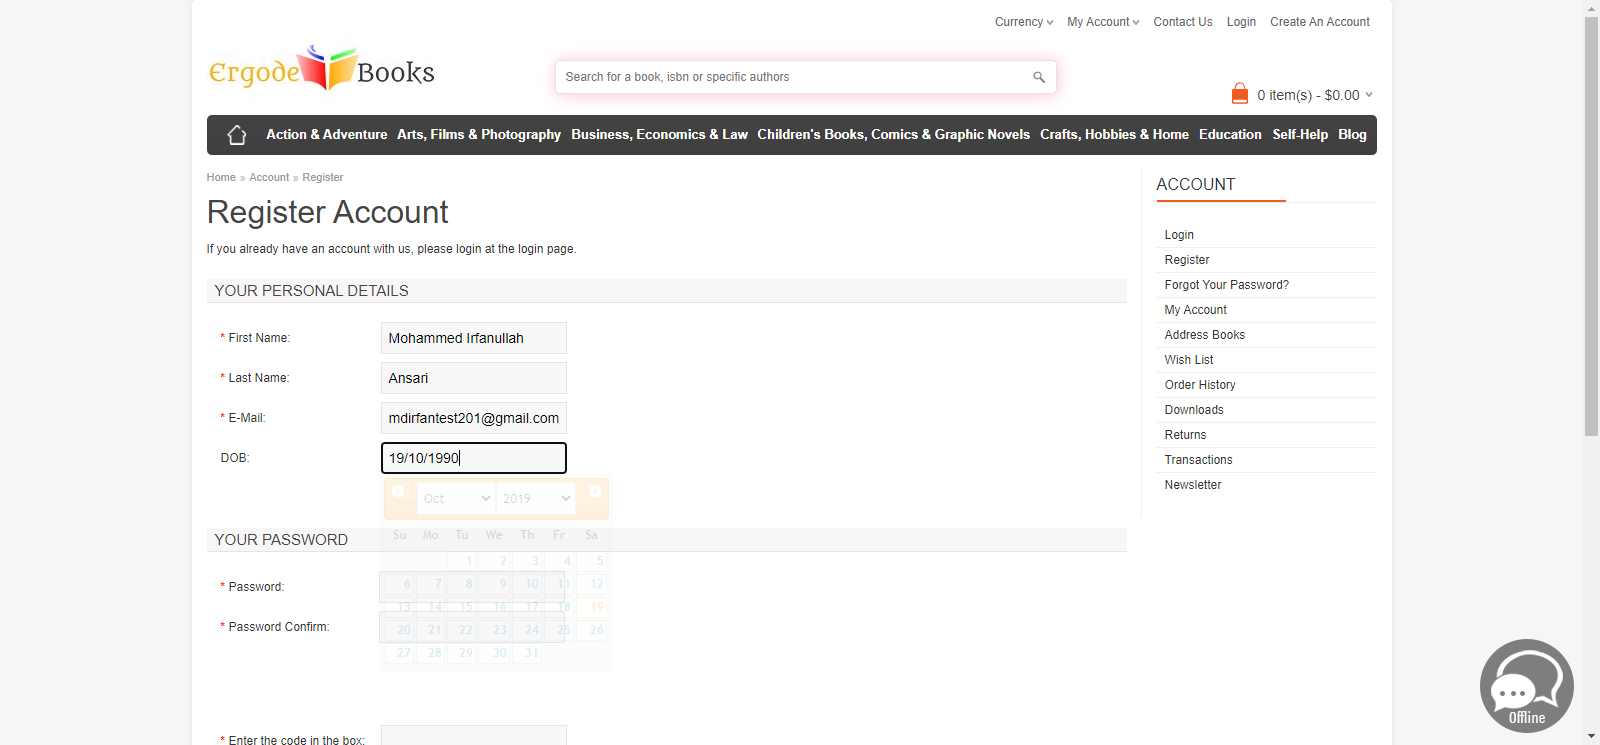 Currency My Account Contact Us Login Create An Account
Ergode Books
Search for a book, isbn or specific authors
0 item(s) - $0.00
Action & Adventure Arts, Films & Photography Business, Economics & Law Children's Books, Comics & Graphic Novels Crafts, Hobbies & Home Education Self-Help Blog
Home » Account » Register
Register Account
If you already have an account with us, please login at the login page.
YOUR PERSONAL DETAILS
* First Name: Mohammed Irfanullah
* Last Name: Ansari
* E-Mail: mdirfantest201@gmail.com
DOB: 19/10/1990
Oct 2019
Su Mo Tu We Th Fr Sa
YOUR PASSWORD
1 2 3 4 5
* Password:
6 7 8 9 10 11 12
13 14 15 16 17 18 19
* Password Confirm:
20 21 22 23 24 25 26
27 28 29 30 31
* Enter the code in the box:
ACCOUNT
Login
Register
Forgot Your Password?
My Account
Address Books
Wish List
Order History
Downloads
Returns
Transactions
Newsletter
Offline